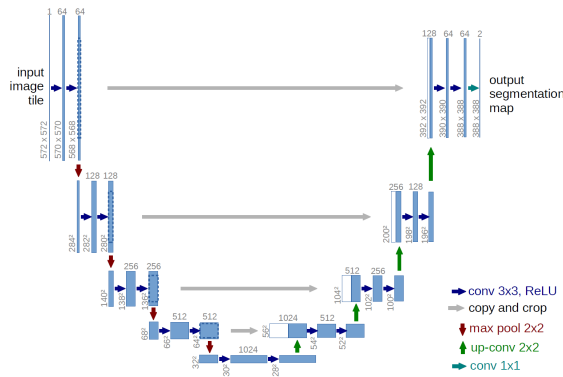 1 64 64
input
image
tile
572 x 572
570 x 570
568 x 568
128 64 64 2
output
segmentation
map
392 x 392
390 x 390
388 x 388
388 x 388
128 128
284²
282²
280²
256 128
200²
198²
196²
256 256
140²
138²
136²
512 256
104²
102²
100²
512 512
68²
66²
64²
1024 512
56²
54²
52²
1024
32²
30²
28²
conv 3x3, ReLU
copy and crop
max pool 2x2
up-conv 2x2
conv 1x1